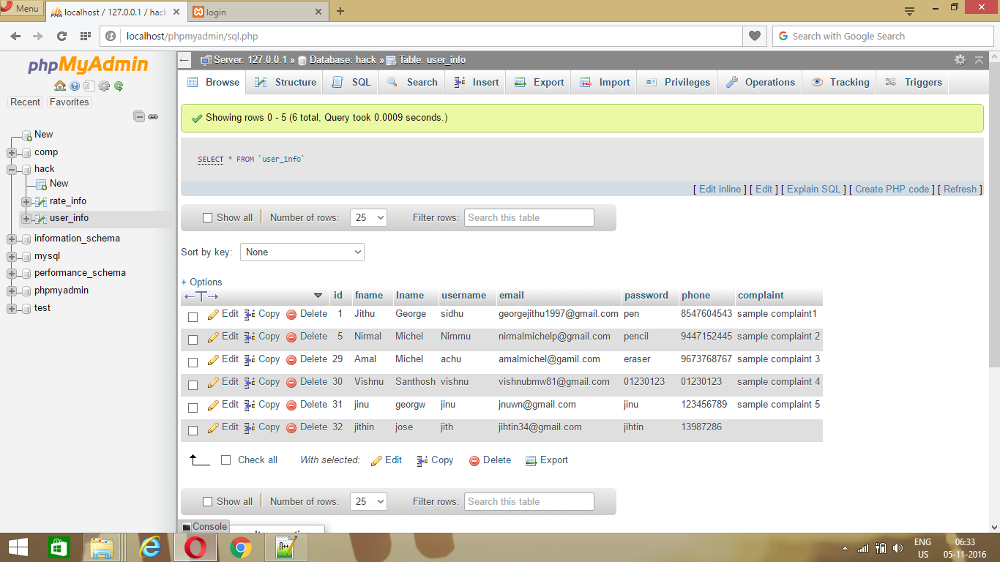 Menu
localhost / 127.0.0.1 / hack
login
localhost/phpmyadmin/sql.php
Search with Google Search
phpMyAdmin
Recent
Favorites
New
comp
hack
New
rate_info
user_info
information_schema
mysql
performance_schema
phpmyadmin
test
Server: 127.0.0.1 » Database: hack » Table: user_info
Browse Structure SQL Search Insert Export Import Privileges Operations Tracking Triggers
Showing rows 0 - 5 (6 total, Query took 0.0009 seconds.)
SELECT * FROM `user_info`
[ Edit inline ] [ Edit ] [ Explain SQL ] [ Create PHP code ] [ Refresh ]
Show all Number of rows: 25 Filter rows: Search this table
Sort by key: None
+ Options
id fname lname username email password phone complaint
Edit Copy Delete 1 Jithu George sidhu georgejithu1997@gmail.com pen 8547604543 sample complaint1
Edit Copy Delete 5 Nirmal Michel Nimmu nirmalmichelp@gmail.com pencil 9447152445 sample complaint 2
Edit Copy Delete 29 Amal Michel achu amalmichel@gamil.com eraser 9673768767 sample complaint 3
Edit Copy Delete 30 Vishnu Santhosh vishnu vishnubmw81@gmail.com 01230123 01230123 sample complaint 4
Edit Copy Delete 31 jinu georgw jinu jnuwn@gmail.com jinu 123456789 sample complaint 5
Edit Copy Delete 32 jithin jose jith jihtin34@gmail.com jihtin 13987286
Check all With selected: Edit Copy Delete Export
Show all Number of rows: 25 Filter rows: Search this table
Console
ENG
US
06:33
05-11-2016